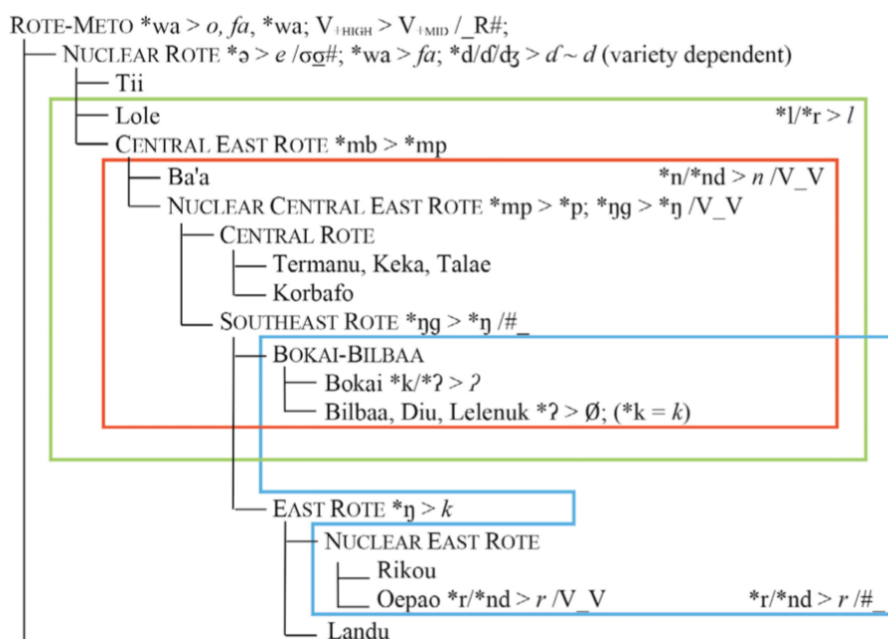 ROTE-METO *wa > o, fa, *wa; V₊HIGH > V₊MID /_R#;
NUCLEAR ROTE *ə > e /σσ̲#; *wa > fa; *d/ɗ/ʤ > ɗ ~ d (variety dependent)
Tii
Lole *l/*r > l
CENTRAL EAST ROTE *mb > *mp
Ba'a *n/*nd > n /V_V
NUCLEAR CENTRAL EAST ROTE *mp > *p; *ŋg > *ŋ /V_V
CENTRAL ROTE
Termanu, Keka, Talae
Korbafo
SOUTHEAST ROTE *ŋg > *ŋ /#_
BOKAI-BILBAA
Bokai *k/*ʔ > ʔ
Bilbaa, Diu, Lelenuk *ʔ > Ø; (*k = k)
EAST ROTE *ŋ > k
NUCLEAR EAST ROTE
Rikou
Oepao *r/*nd > r /V_V *r/*nd > r /#_
Landu